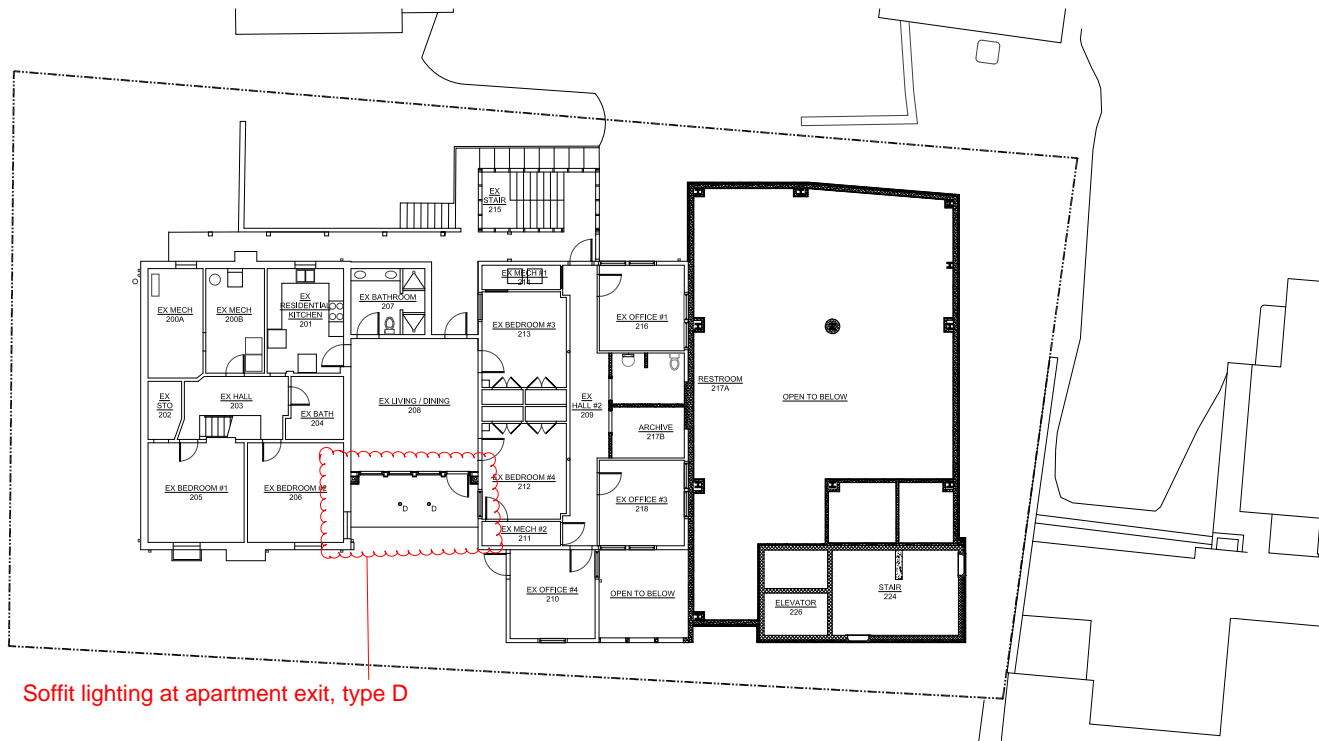 EX
STAIR
215
EX MECH #1
214
EX MECH
200A
EX MECH
200B
EX
RESIDENTIAL
KITCHEN
201
EX BATHROOM
207
EX BEDROOM #3
213
EX OFFICE #1
216
RESTROOM
217A
OPEN TO BELOW
EX
STO
202
EX HALL
203
EX BATH
204
EX LIVING / DINING
208
EX
HALL #2
209
ARCHIVE
217B
EX BEDROOM #1
205
EX BEDROOM #2
206
D
D
EX BEDROOM #4
212
EX OFFICE #3
218
EX MECH #2
211
EX OFFICE #4
210
OPEN TO BELOW
ELEVATOR
226
STAIR
224
Soffit lighting at apartment exit, type D